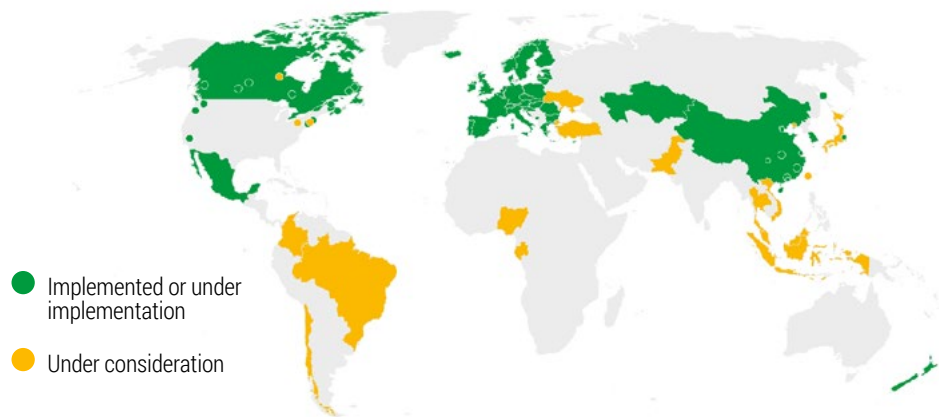 Implemented or under
implementation
Under consideration